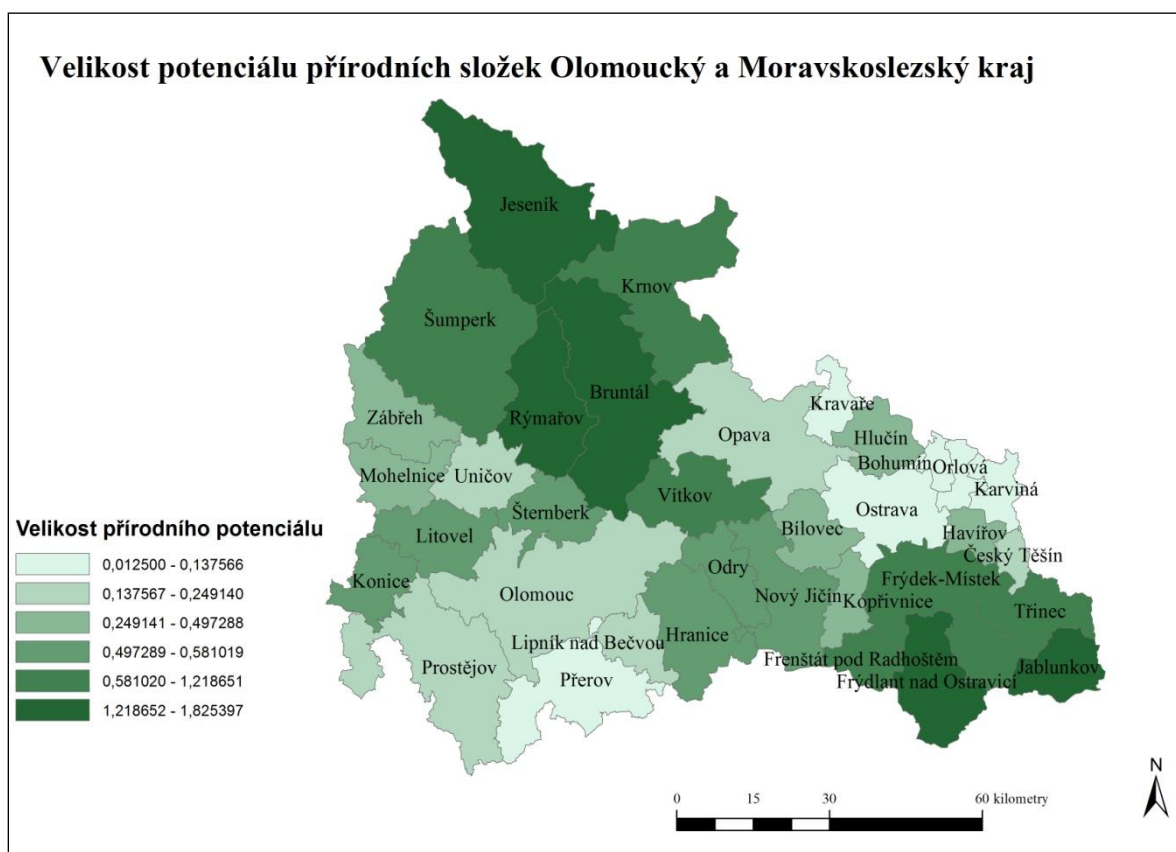 Velikost potenciálu přírodních složek Olomoucký a Moravskoslezský kraj
Jeseník
Krnov
Šumperk
Bruntál
Rýmařov
Kravaře
Zábřeh
Opava
Hlučín
Bohumín
Orlová
Mohelnice
Uničov
Karviná
Vítkov
Ostrava
Šternberk
Bílovec
Havířov
Litovel
Český Těšín
Odry
Frýdek-Místek
Konice
Olomouc
Nový Jičín
Kopřivnice
Třinec
Lipník nad Bečvou
Hranice
Frenštát pod Radhoštěm
Jablunkov
Prostějov
Přerov
Frýdlant nad Ostravicí
Velikost přírodního potenciálu
0,012500 - 0,137566
0,137567 - 0,249140
0,249141 - 0,497288
0,497289 - 0,581019
0,581020 - 1,218651
1,218652 - 1,825397
N
0 15 30 60 kilometry